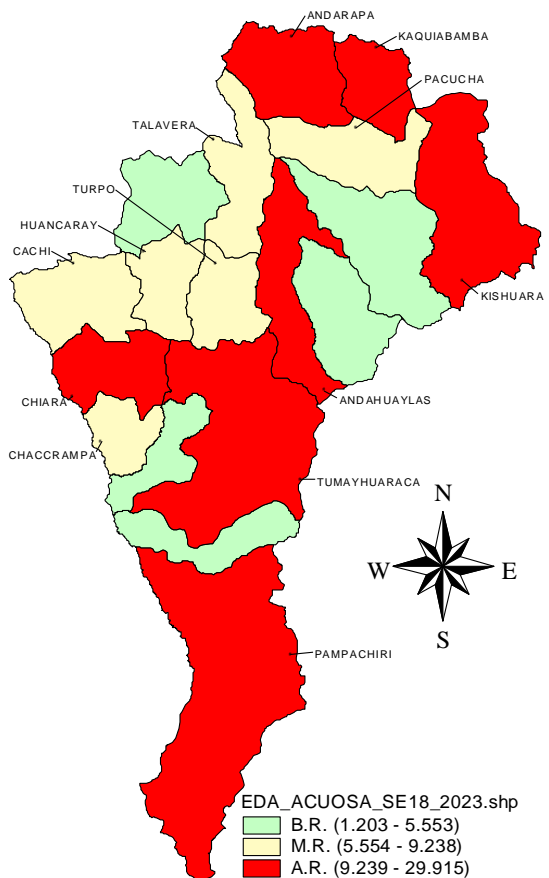 ANDARAPA
KAQUIABAMBA
PACUCHA
TALAVERA
TURPO
HUANCARAY
CACHI
KISHUARA
CHIARA
ANDAHUAYLAS
CHACCRAMPA
TUMAYHUARACA
N
W E
S
PAMPACHIRI
EDA_ACUOSA_SE18_2023.shp
B.R. (1.203 - 5.553)
M.R. (5.554 - 9.238)
A.R. (9.239 - 29.915)